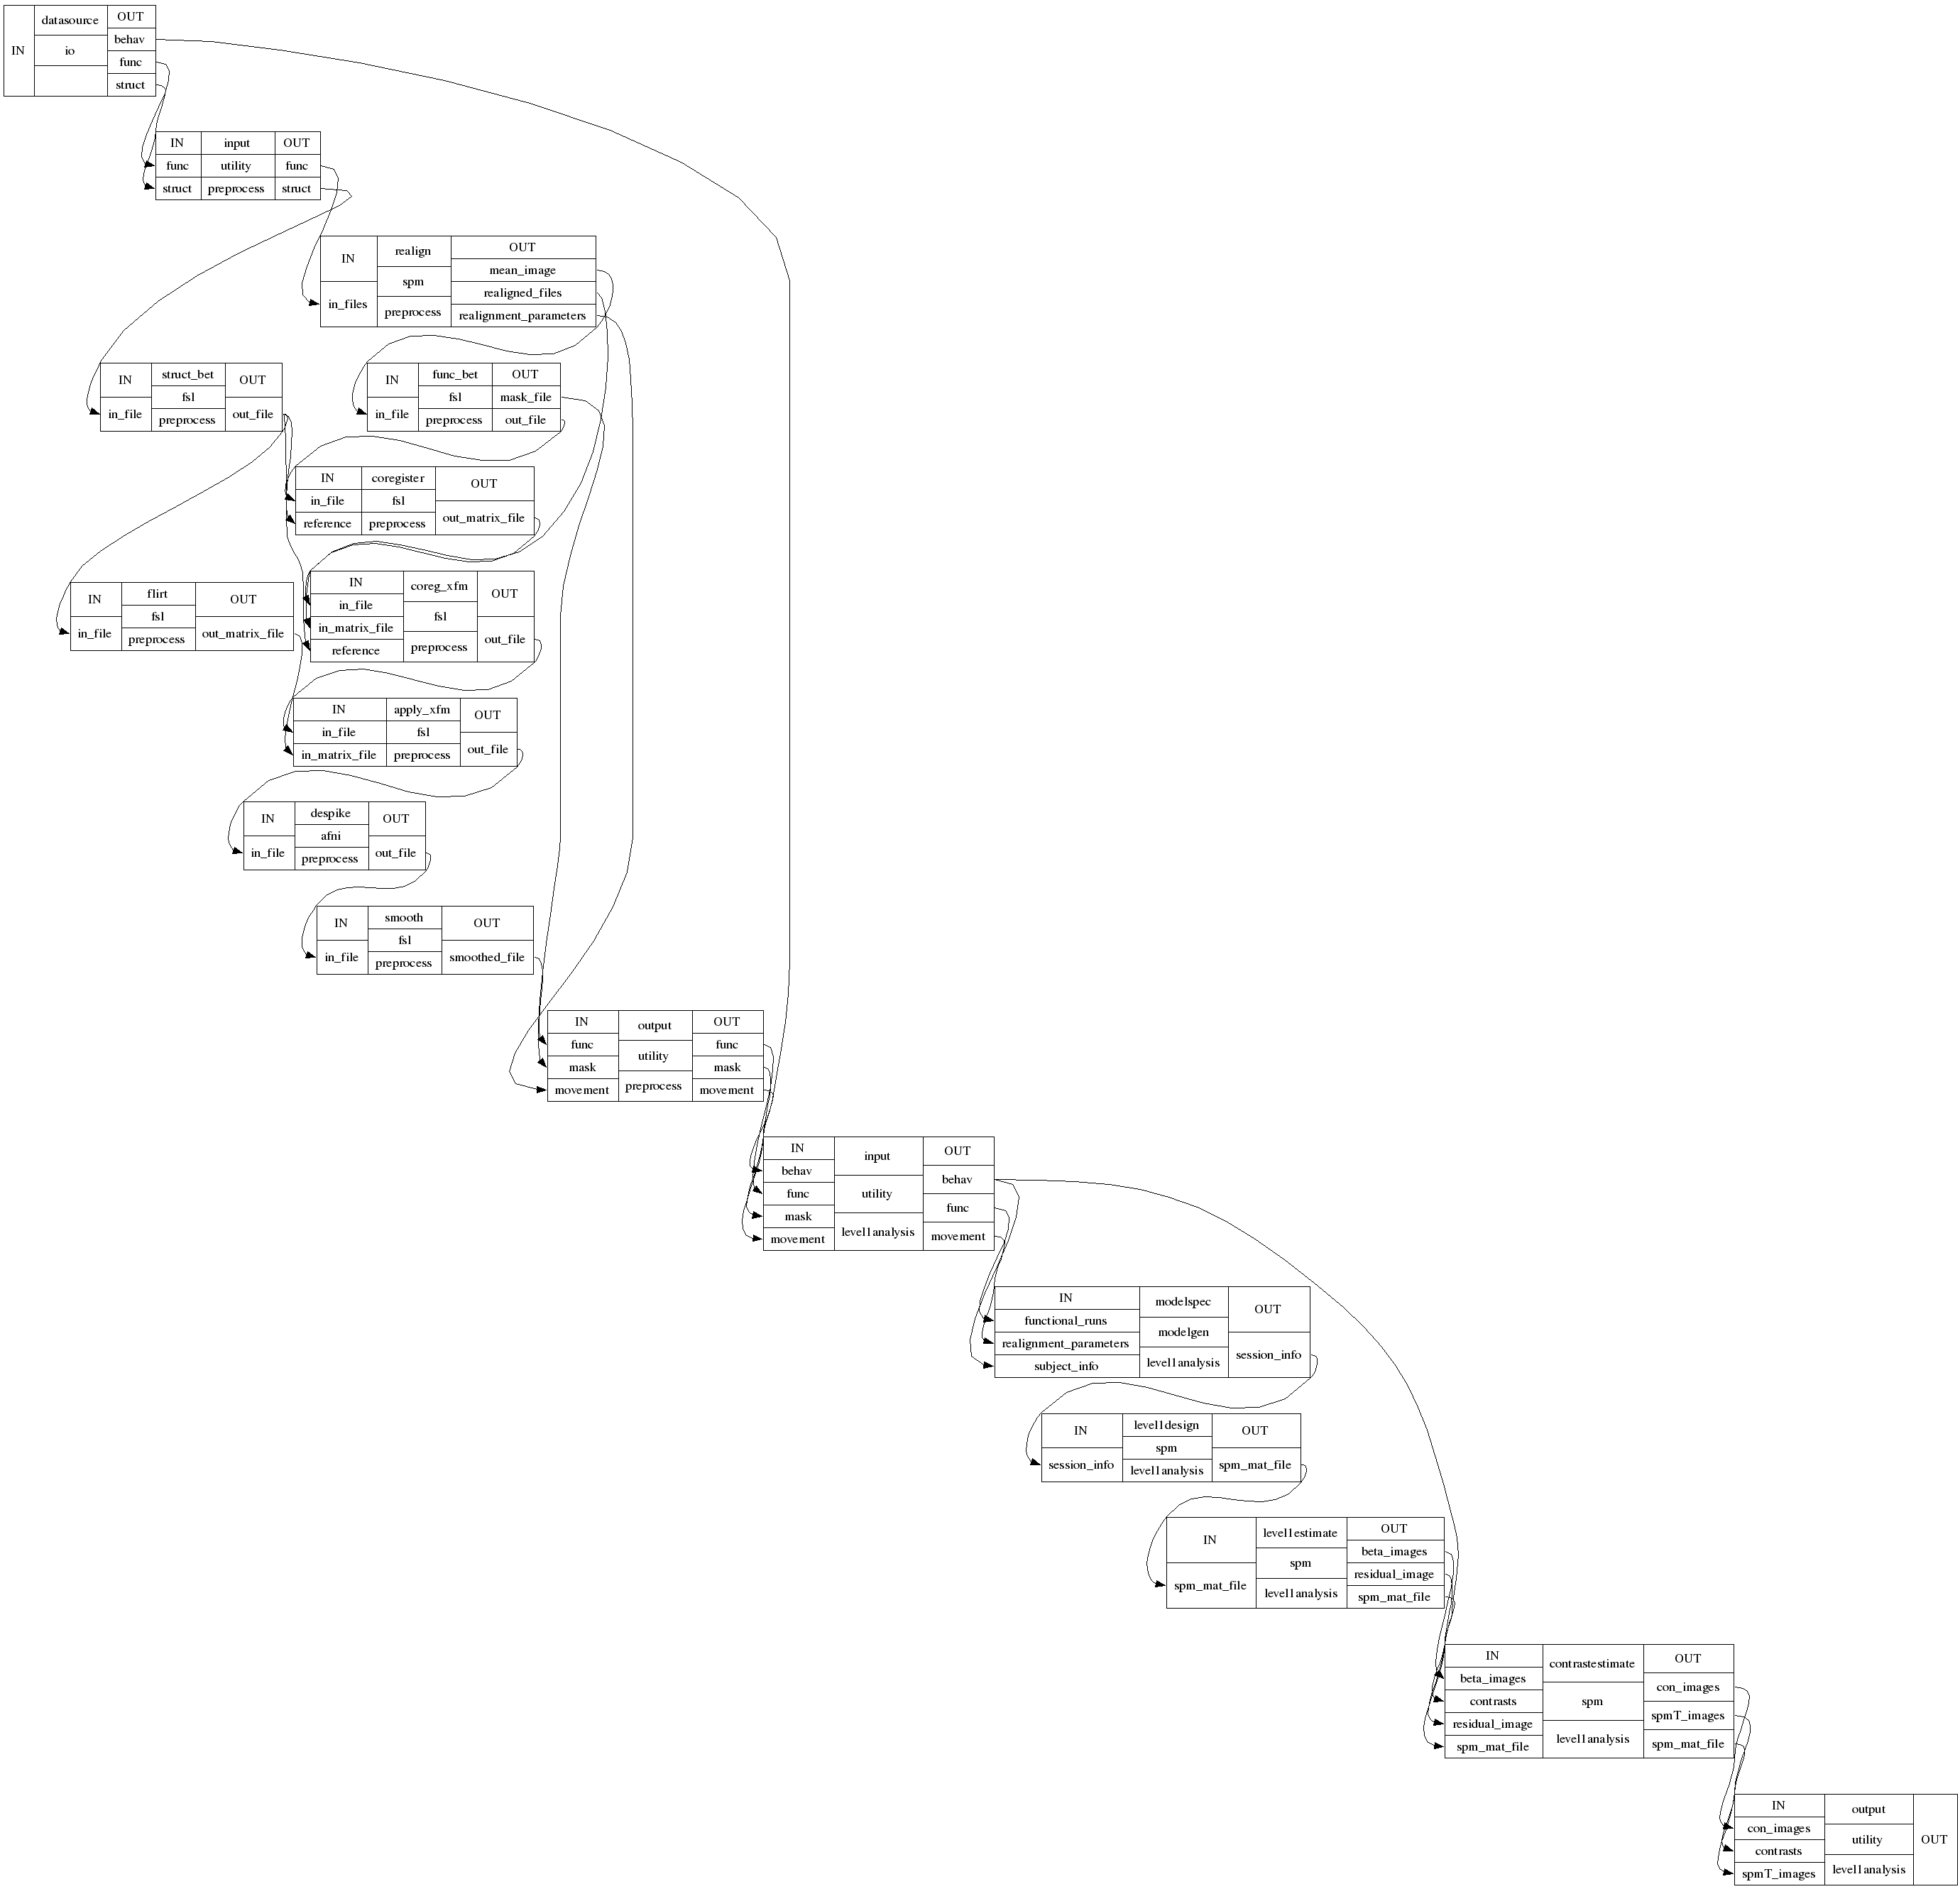 IN datasource OUT
io behav
func
struct
IN input OUT
func utility func
struct preprocess struct
IN realign OUT
mean_image
spm realigned_files
in_files preprocess realignment_parameters
IN struct_bet OUT
fsl
in_file preprocess out_file
IN func_bet OUT
fsl mask_file
in_file preprocess out_file
IN coregister OUT
in_file fsl
reference preprocess out_matrix_file
IN flirt OUT
fsl
in_file preprocess out_matrix_file
IN coreg_xfm OUT
in_file
in_matrix_file fsl out_file
reference preprocess
IN apply_xfm OUT
in_file fsl
in_matrix_file preprocess out_file
IN despike OUT
afni
in_file preprocess out_file
IN smooth OUT
fsl
in_file preprocess smoothed_file
IN output OUT
func utility func
mask mask
movement preprocess movement
IN input OUT
behav behav
func utility func
mask
movement level1analysis movement
IN modelspec OUT
functional_runs
realignment_parameters modelgen session_info
subject_info level1analysis
IN level1design OUT
spm
session_info level1analysis spm_mat_file
IN level1estimate OUT
beta_images
spm residual_image
spm_mat_file level1analysis spm_mat_file
IN contrastestimate OUT
beta_images con_images
contrasts spm spmT_images
residual_image
spm_mat_file level1analysis spm_mat_file
IN output OUT
con_images utility
contrasts
spmT_images level1analysis